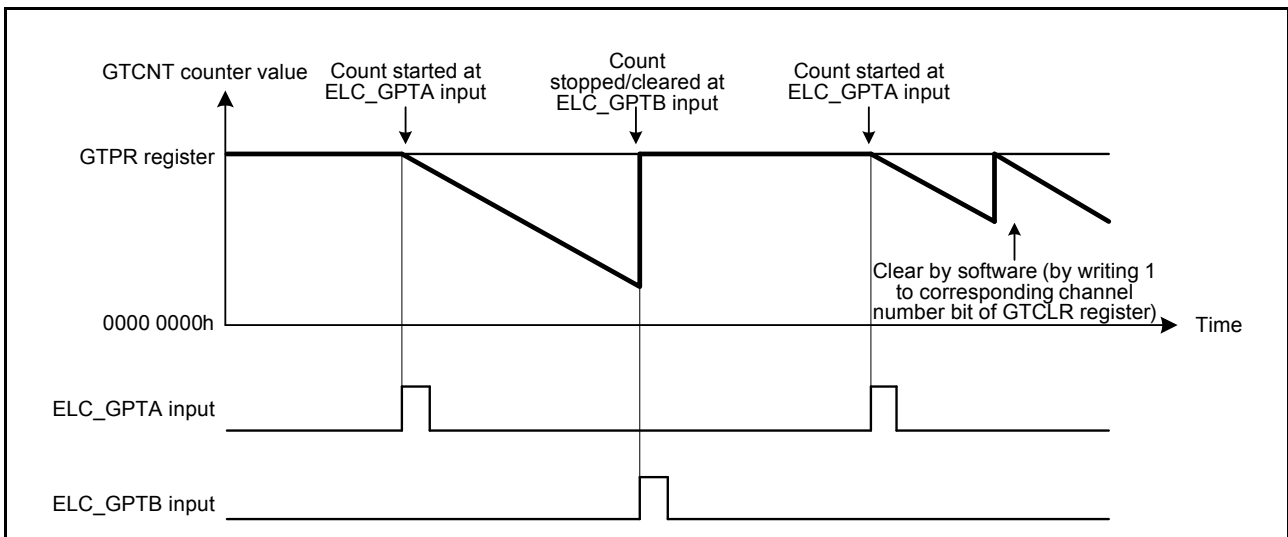 GTCNT counter value
Count started at
ELC_GPTA input
Count
stopped/cleared at
ELC_GPTB input
Count started at
ELC_GPTA input
GTPR register
Clear by software (by writing 1
to corresponding channel
number bit of GTCLR register)
0000 0000h
Time
ELC_GPTA input
ELC_GPTB input